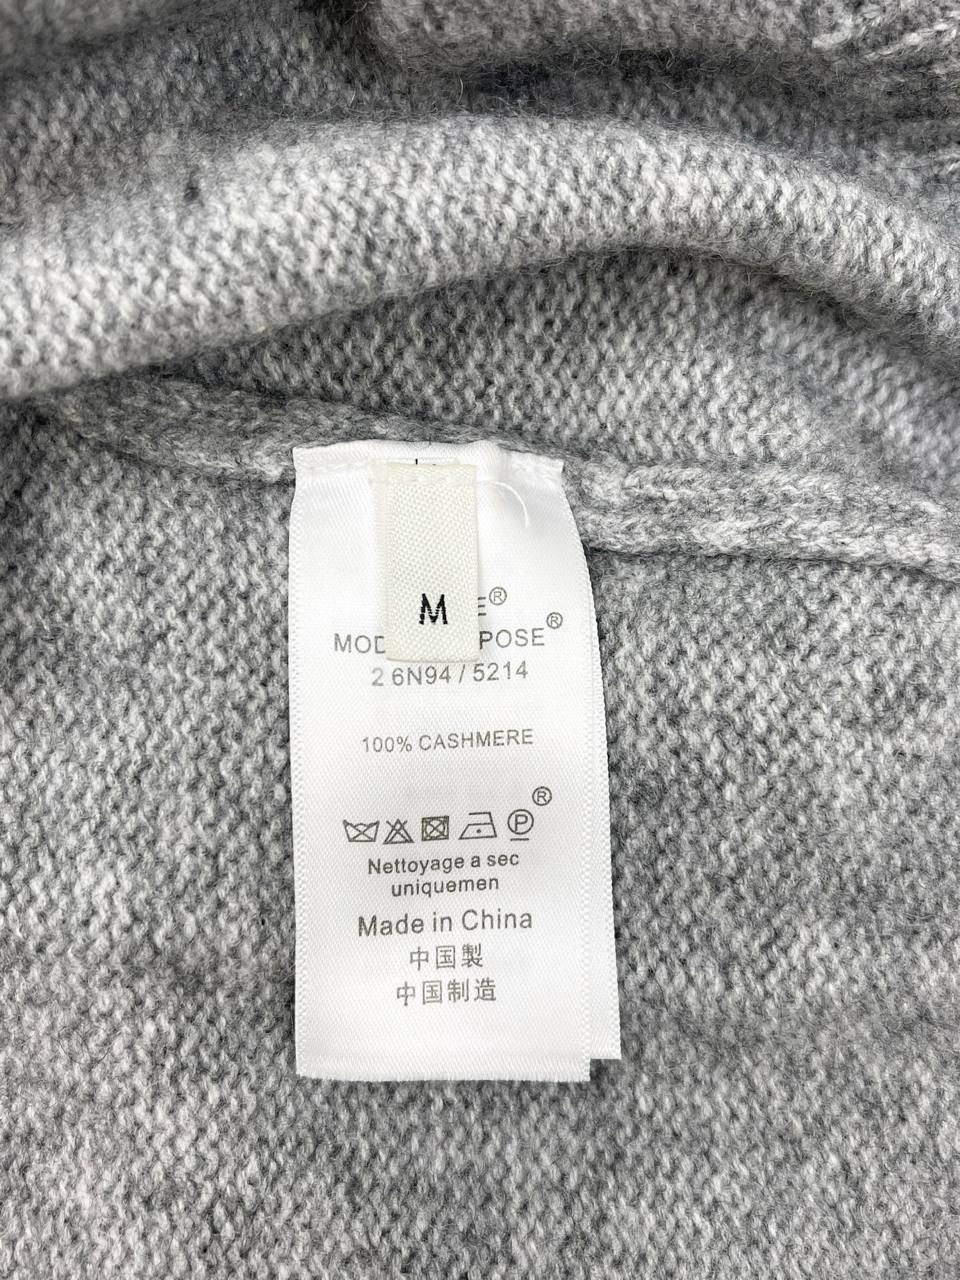 M
E®
MOD POSE®
2 6N94 / 5214
100% CASHMERE
®
P
Nettoyage a sec
uniquemen
Made in China
中国製
中国制造